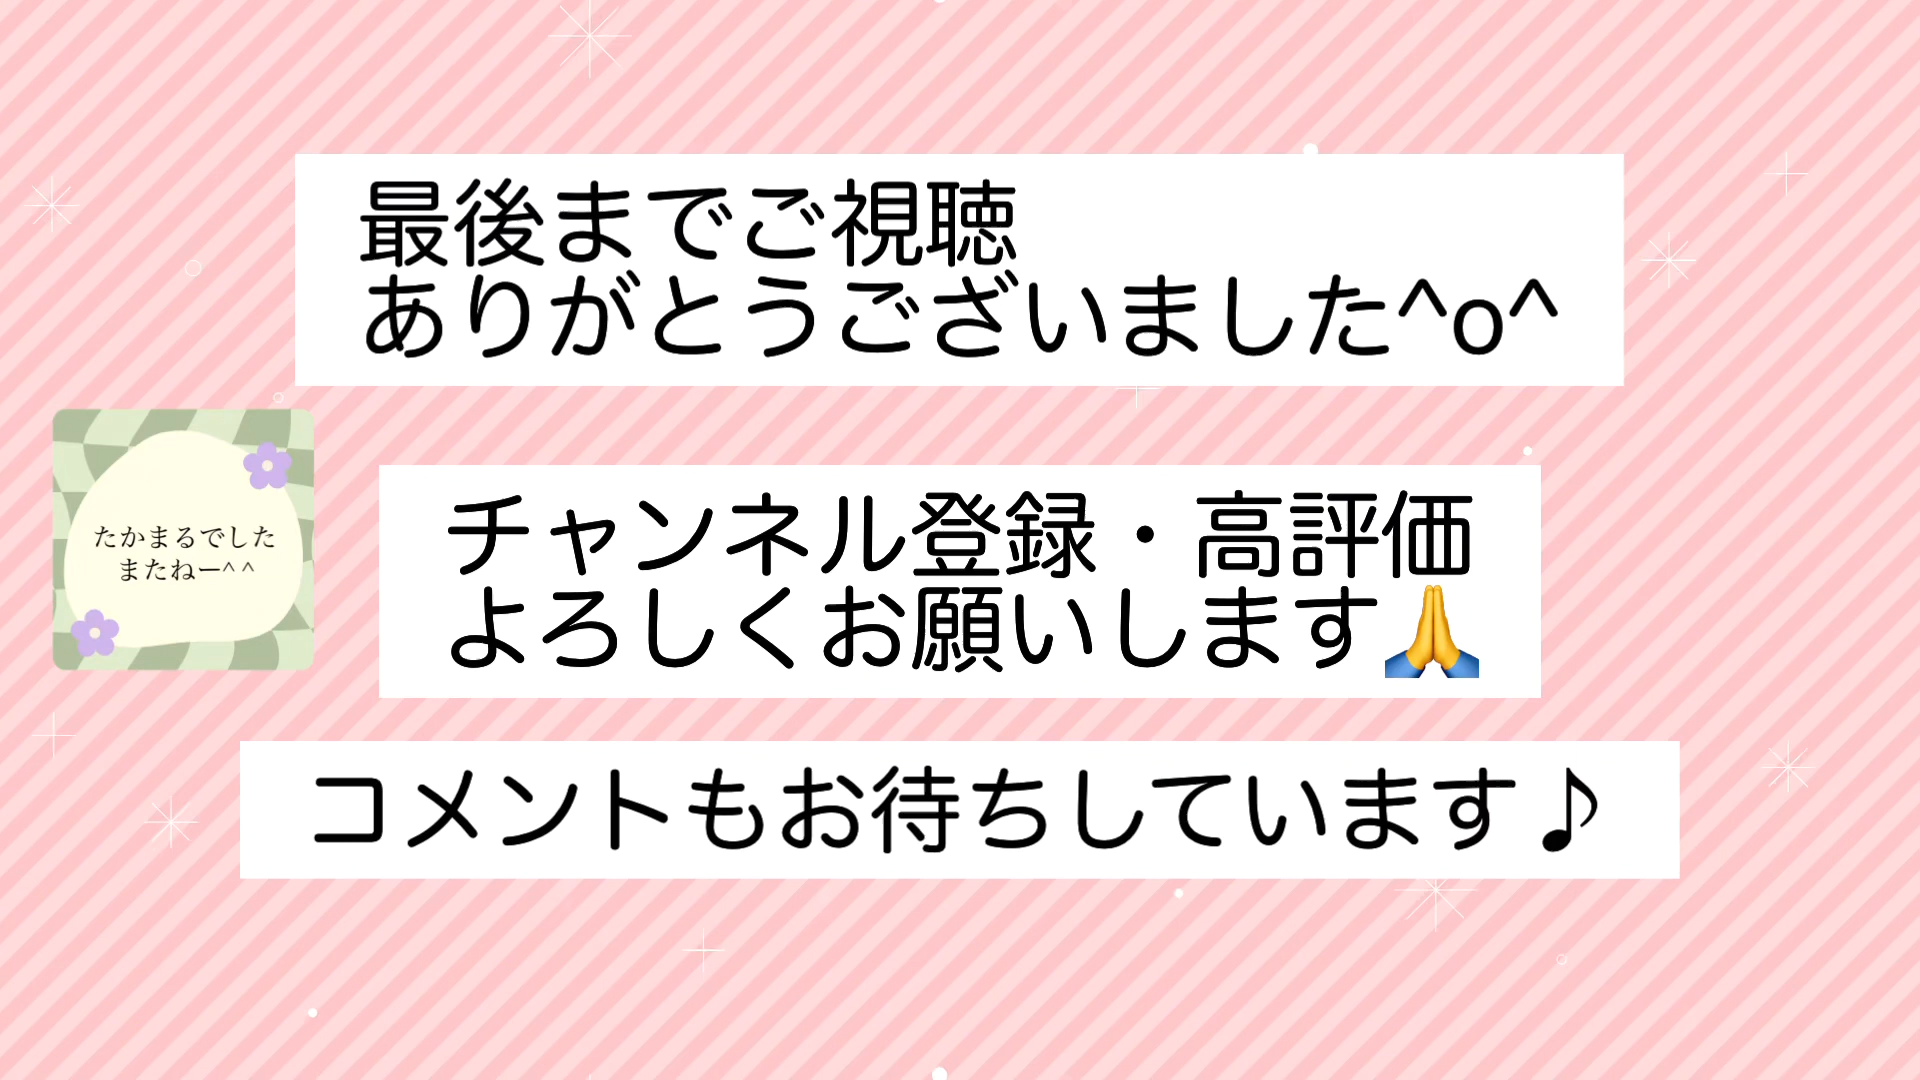 最後までご視聴
ありがとうございました^o^
たかまるでした
またねー^ ^
チャンネル登録・高評価
よろしくお願いします🙏
コメントもお待ちしています♪